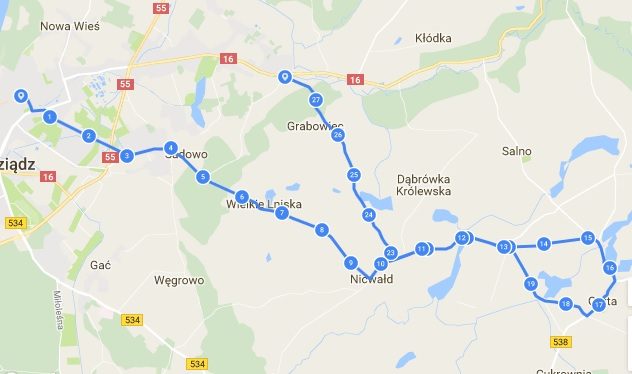 Nowa Wieś
55
Kłódka
16
16
55
1
27
Grabowiec
2
26
ziądz
55
3
4
Sadowo
Salno
16
5
25
Dąbrówka
Królewska
6
Wielkie Lniska
7
24
534
8
12
15
11
13
14
23
Gać
9
10
16
Węgrowo
Nicwałd
19
Młoleśna
18
17
534
538
534
Cukrownia